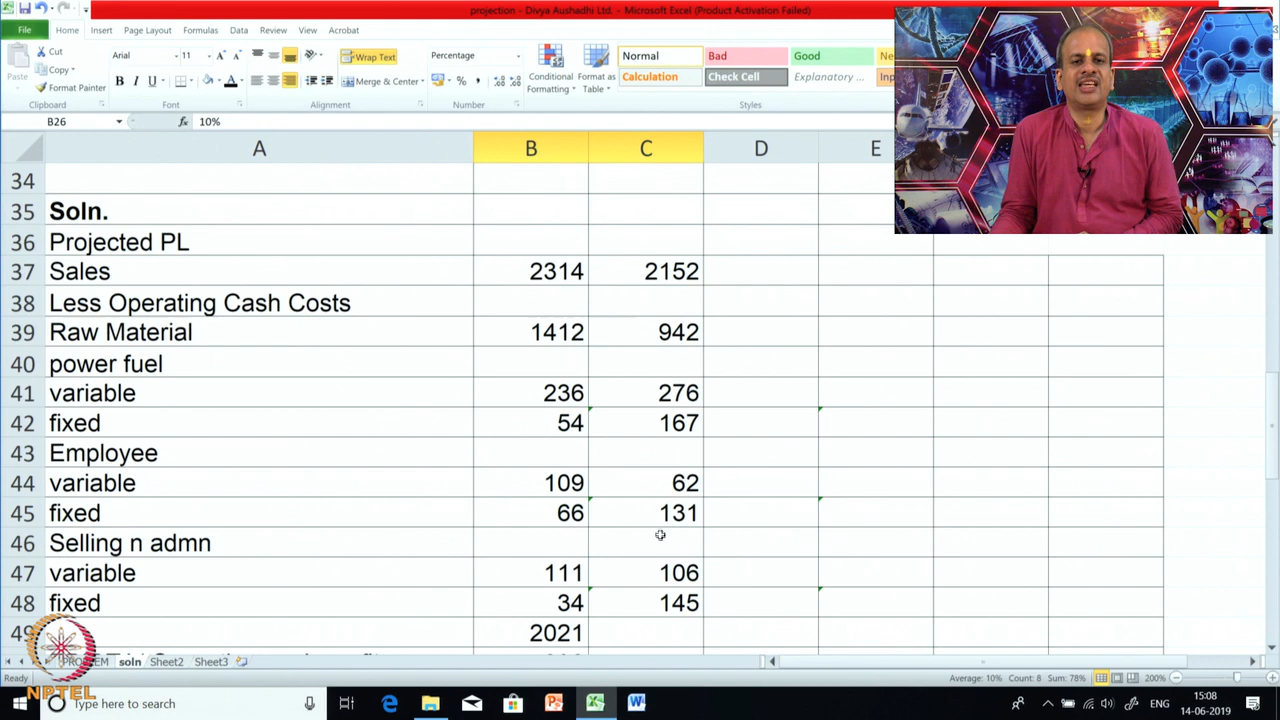 projection - Divya Aushadhi Ltd. - Microsoft Excel (Product Activation Failed)
File Home Insert Page Layout Formulas Data Review View Acrobat
Cut
Copy
Format Painter
Paste
Arial 11
B I U
Wrap Text
Merge & Center
Percentage
Conditional Formatting
Format as Table
Normal Bad Good
Calculation Check Cell Explanatory ...
Clipboard Font Alignment Number Styles
B26 fx 10%
A B C D E
34
35 Soln.
36 Projected PL
37 Sales 2314 2152
38 Less Operating Cash Costs
39 Raw Material 1412 942
40 power fuel
41 variable 236 276
42 fixed 54 167
43 Employee
44 variable 109 62
45 fixed 66 131
46 Selling n admn
47 variable 111 106
48 fixed 34 145
49 2021
soln Sheet2 Sheet3
Ready Average: 10% Count: 8 Sum: 78% 200%
NPTEL
Type here to search
ENG
15:08
14-06-2019